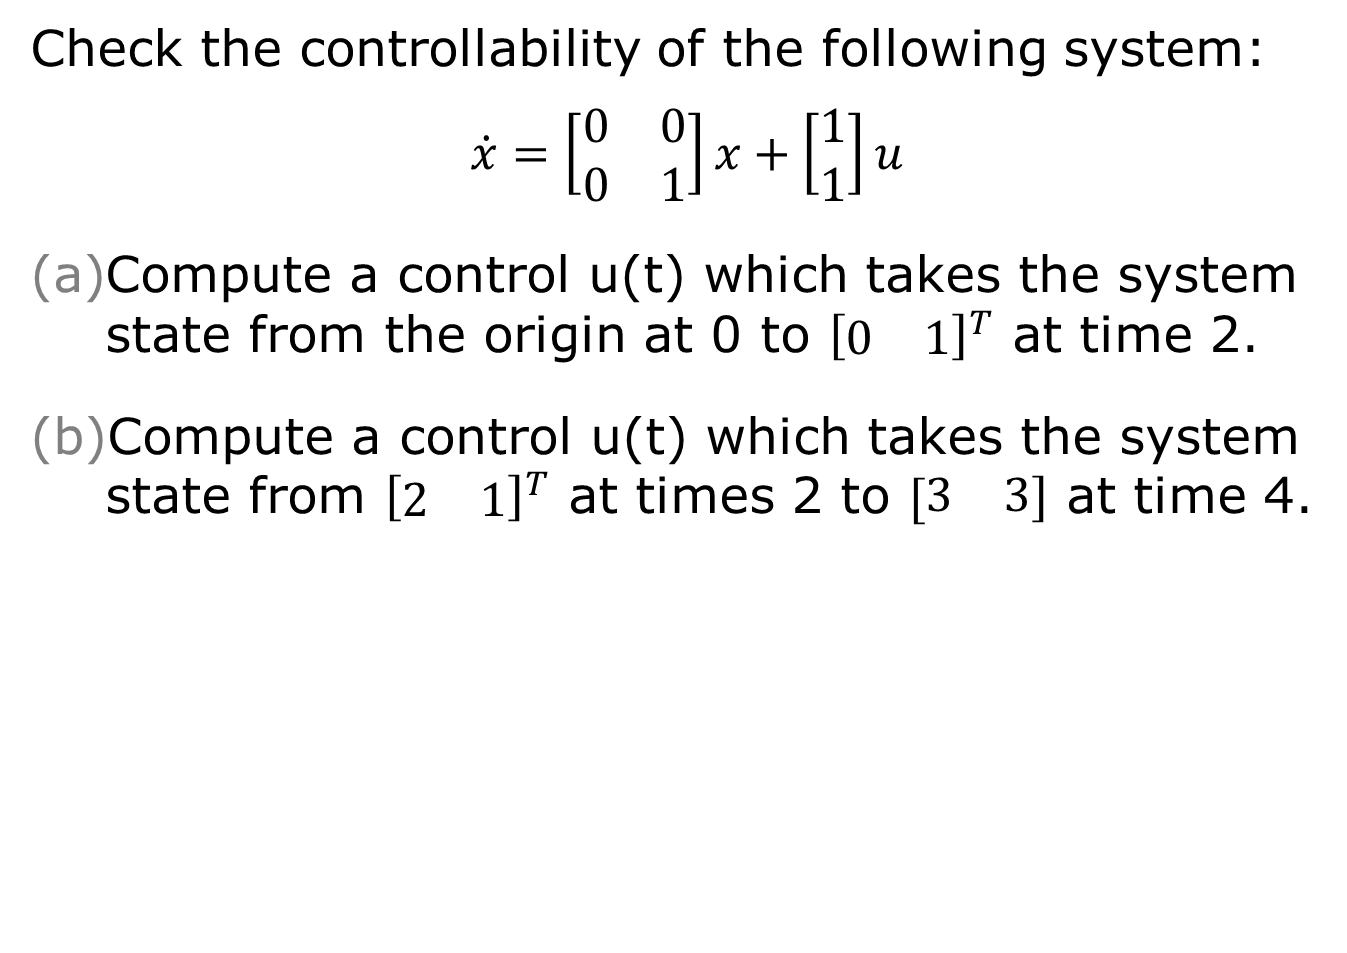 Check the controllability of the following system:
ẋ = [0 0; 0 1] x + [1; 1] u
(a)Compute a control u(t) which takes the system
state from the origin at 0 to [0 1]ᵀ at time 2.
(b)Compute a control u(t) which takes the system
state from [2 1]ᵀ at times 2 to [3 3] at time 4.